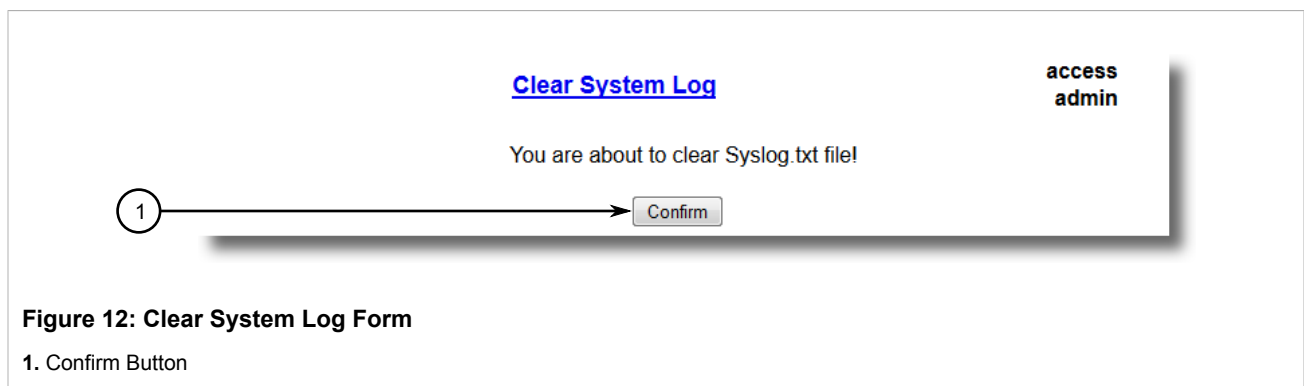 Clear System Log
access
admin
You are about to clear Syslog.txt file!
1
Confirm
Figure 12: Clear System Log Form
1. Confirm Button